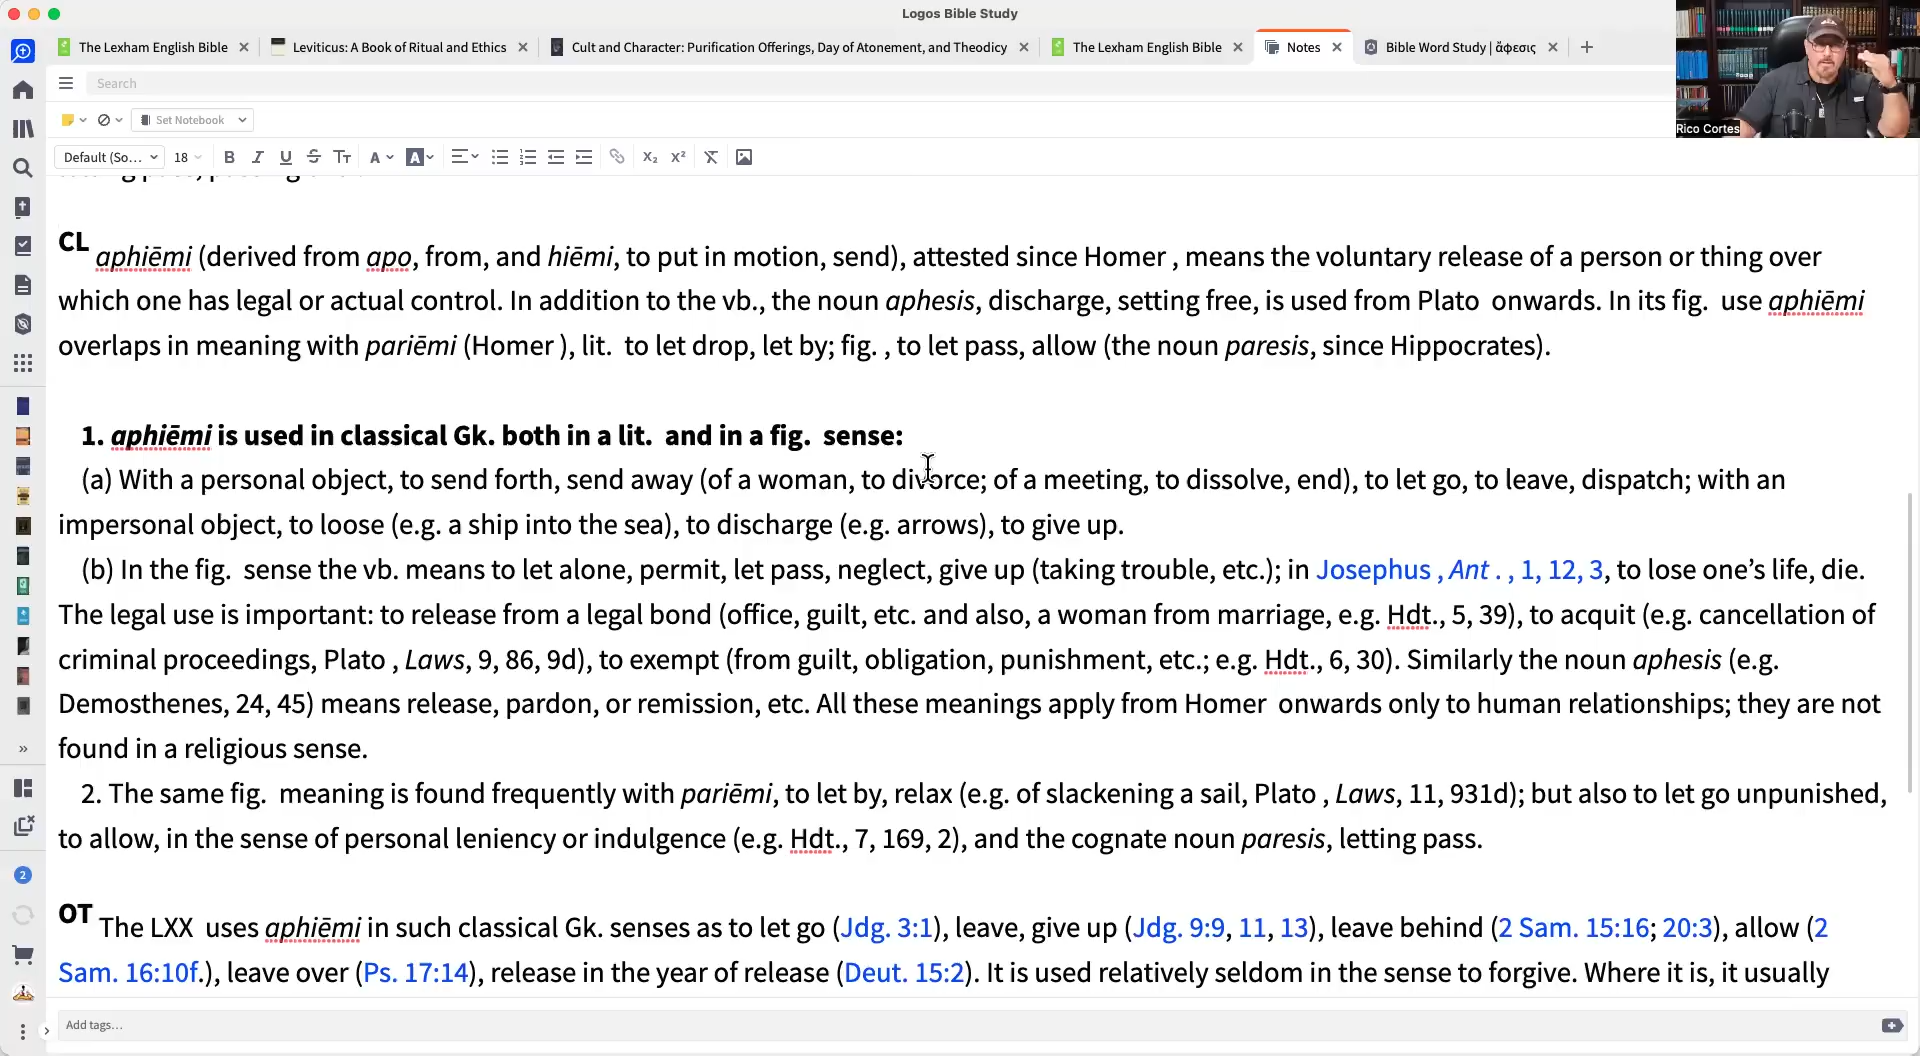 Logos Bible Study
The Lexham English Bible
Leviticus: A Book of Ritual and Ethics
Cult and Character: Purification Offerings, Day of Atonement, and Theodicy
The Lexham English Bible
Notes
Bible Word Study | ἄφεσις
Search
Set Notebook
Rico Cortes
Default (So...
18
CL aphiēmi (derived from apo, from, and hiēmi, to put in motion, send), attested since Homer , means the voluntary release of a person or thing over
which one has legal or actual control. In addition to the vb., the noun aphesis, discharge, setting free, is used from Plato onwards. In its fig. use aphiēmi
overlaps in meaning with pariēmi (Homer ), lit. to let drop, let by; fig. , to let pass, allow (the noun paresis, since Hippocrates).
1. aphiēmi is used in classical Gk. both in a lit. and in a fig. sense:
(a) With a personal object, to send forth, send away (of a woman, to divorce; of a meeting, to dissolve, end), to let go, to leave, dispatch; with an
impersonal object, to loose (e.g. a ship into the sea), to discharge (e.g. arrows), to give up.
(b) In the fig. sense the vb. means to let alone, permit, let pass, neglect, give up (taking trouble, etc.); in Josephus , Ant . , 1, 12, 3, to lose one’s life, die.
The legal use is important: to release from a legal bond (office, guilt, etc. and also, a woman from marriage, e.g. Hdt., 5, 39), to acquit (e.g. cancellation of
criminal proceedings, Plato , Laws, 9, 86, 9d), to exempt (from guilt, obligation, punishment, etc.; e.g. Hdt., 6, 30). Similarly the noun aphesis (e.g.
Demosthenes, 24, 45) means release, pardon, or remission, etc. All these meanings apply from Homer onwards only to human relationships; they are not
found in a religious sense.
2. The same fig. meaning is found frequently with pariēmi, to let by, relax (e.g. of slackening a sail, Plato , Laws, 11, 931d); but also to let go unpunished,
to allow, in the sense of personal leniency or indulgence (e.g. Hdt., 7, 169, 2), and the cognate noun paresis, letting pass.
OT The LXX uses aphiēmi in such classical Gk. senses as to let go (Jdg. 3:1), leave, give up (Jdg. 9:9, 11, 13), leave behind (2 Sam. 15:16; 20:3), allow (2
Sam. 16:10f.), leave over (Ps. 17:14), release in the year of release (Deut. 15:2). It is used relatively seldom in the sense to forgive. Where it is, it usually
2
Add tags...